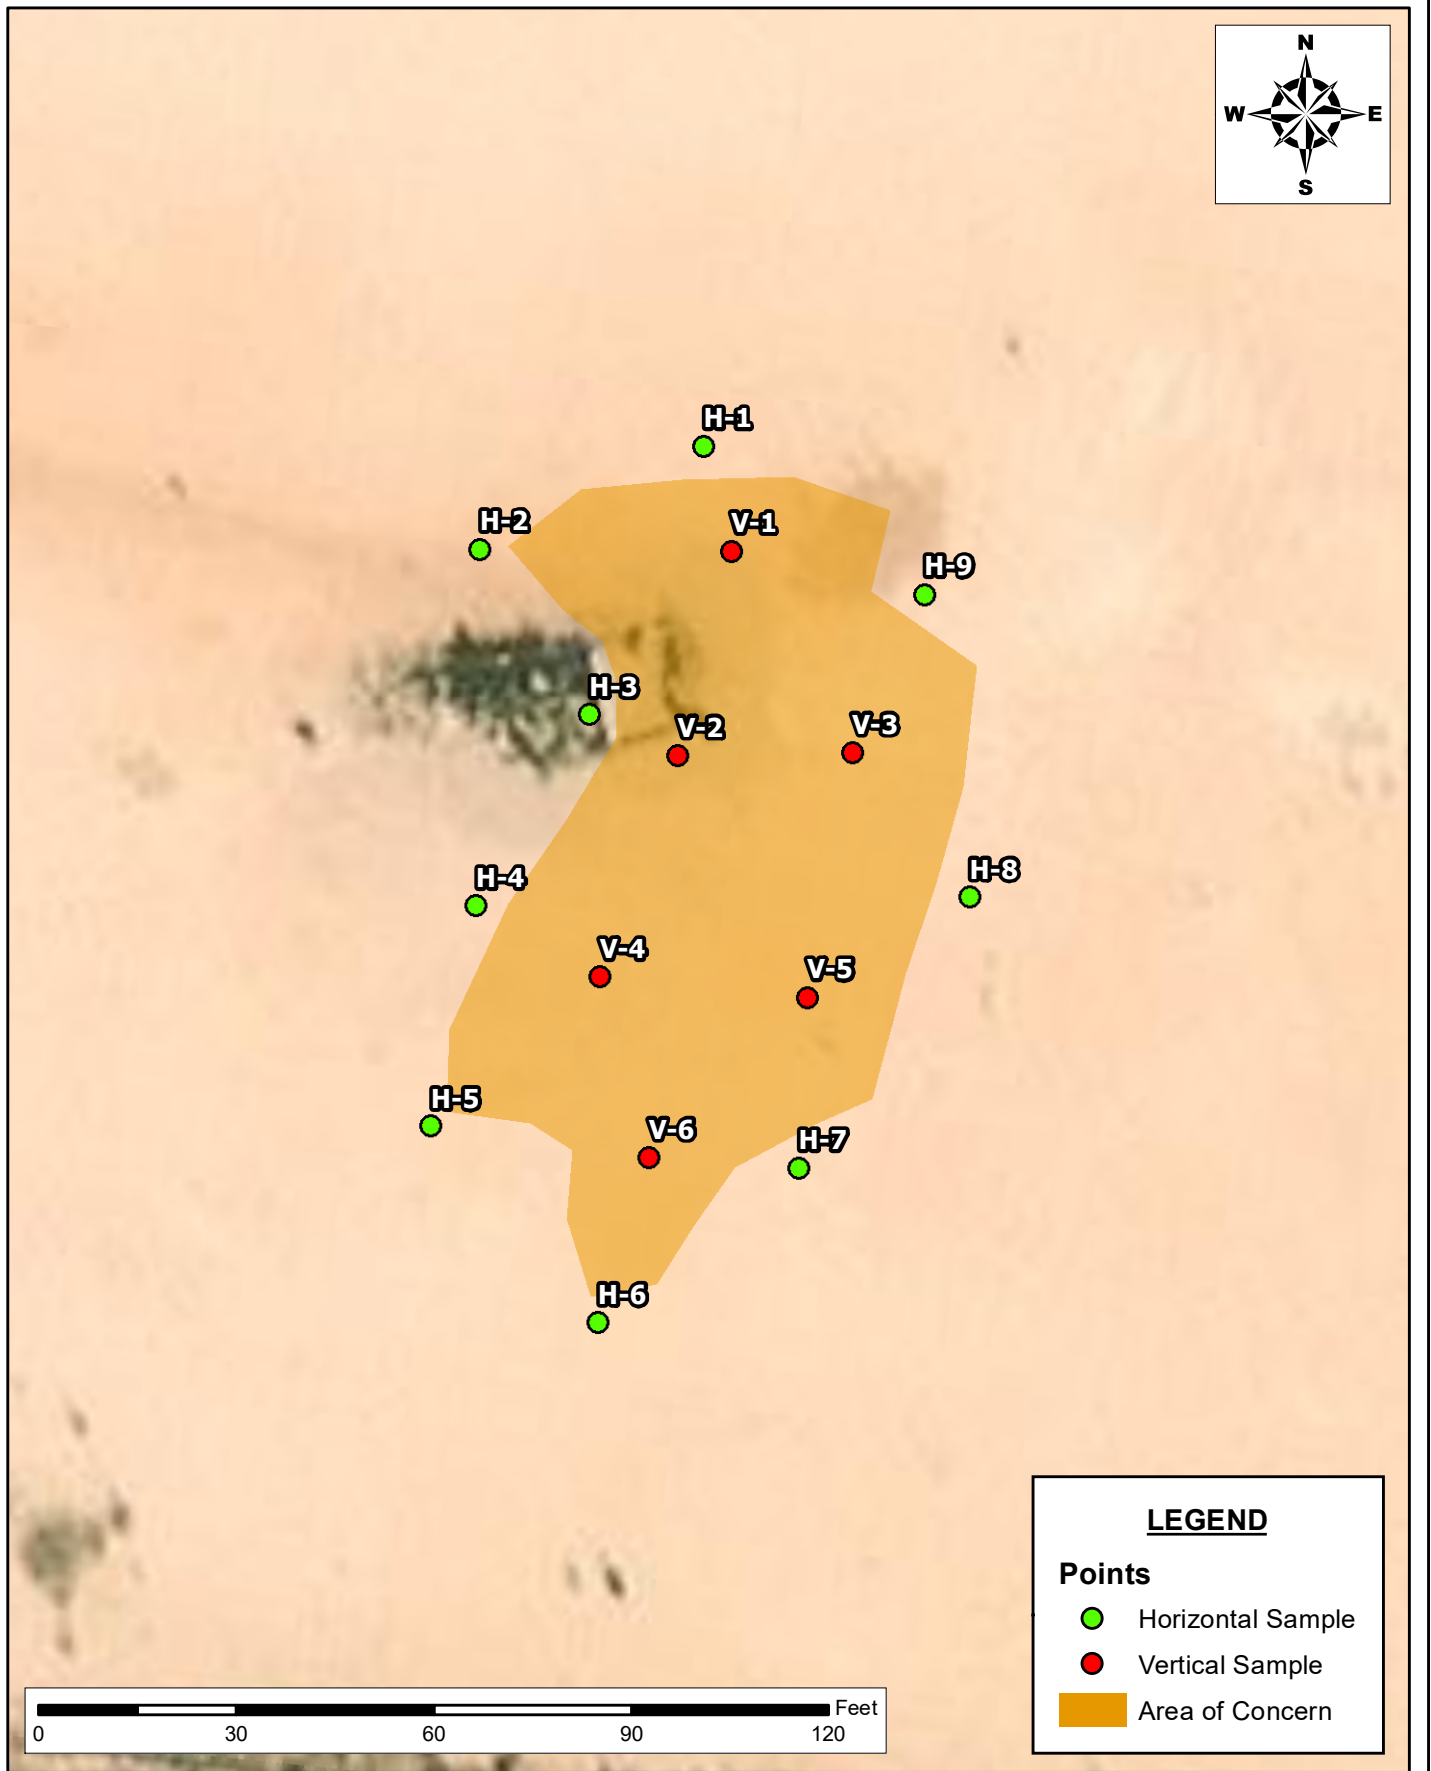 N
W E
S
H-1
H-2
V-1
H-9
H-3
V-2
V-3
H-4
H-8
V-4
V-5
H-5
V-6
H-7
H-6
LEGEND
Points
Horizontal Sample
Vertical Sample
Area of Concern
Feet
0 30 60 90 120